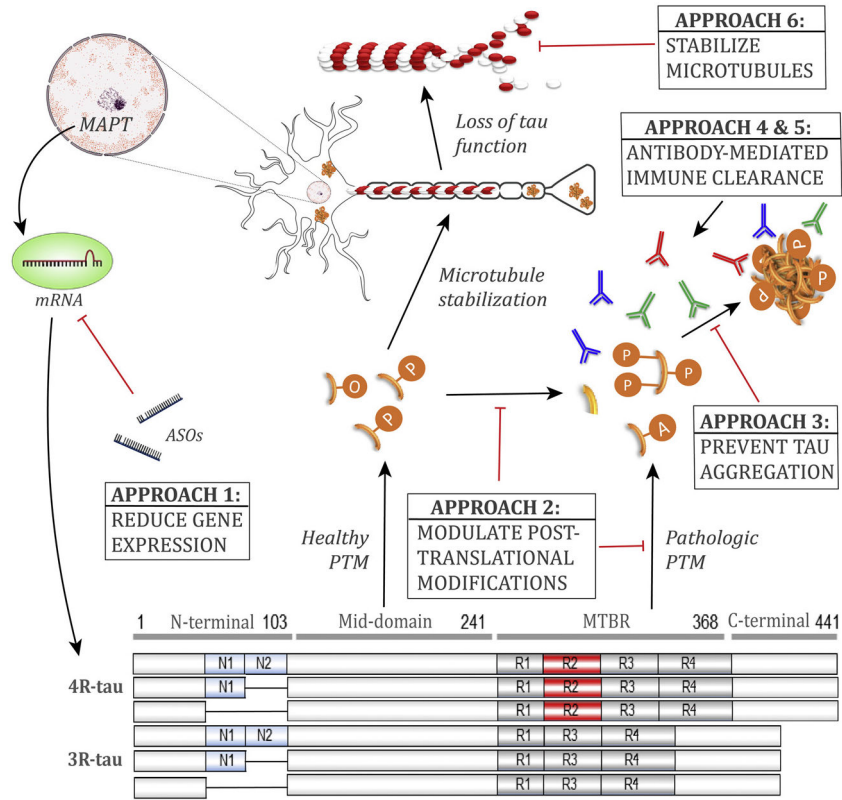 APPROACH 6:
STABILIZE
MICROTUBULES
MAPT
Loss of tau
function
APPROACH 4 & 5:
ANTIBODY-MEDIATED
IMMUNE CLEARANCE
mRNA
Microtubule
stabilization
P
P
P
O
P
P
P
P
P
A
ASOs
APPROACH 3:
PREVENT TAU
AGGREGATION
APPROACH 1:
REDUCE GENE
EXPRESSION
APPROACH 2:
MODULATE POST-
TRANSLATIONAL
MODIFICATIONS
Healthy
PTM
Pathologic
PTM
1 N-terminal 103 Mid-domain 241 MTBR 368 C-terminal 441
N1 N2 R1 R2 R3 R4
4R-tau N1 R1 R2 R3 R4
R1 R2 R3 R4
N1 N2 R1 R3 R4
3R-tau N1 R1 R3 R4
R1 R3 R4